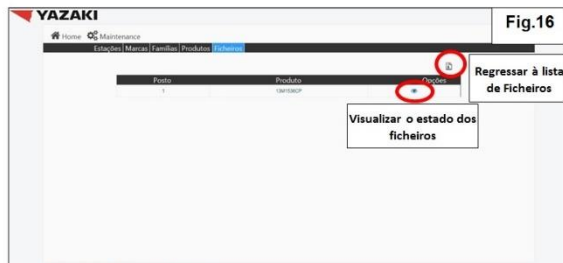 YAZAKI
Fig.16
Home Maintenance
Estações Marcas Famílias Produtos Ficheiros
Regressar à lista de Ficheiros
Posto Produto Opções
1
Visualizar o estado dos ficheiros